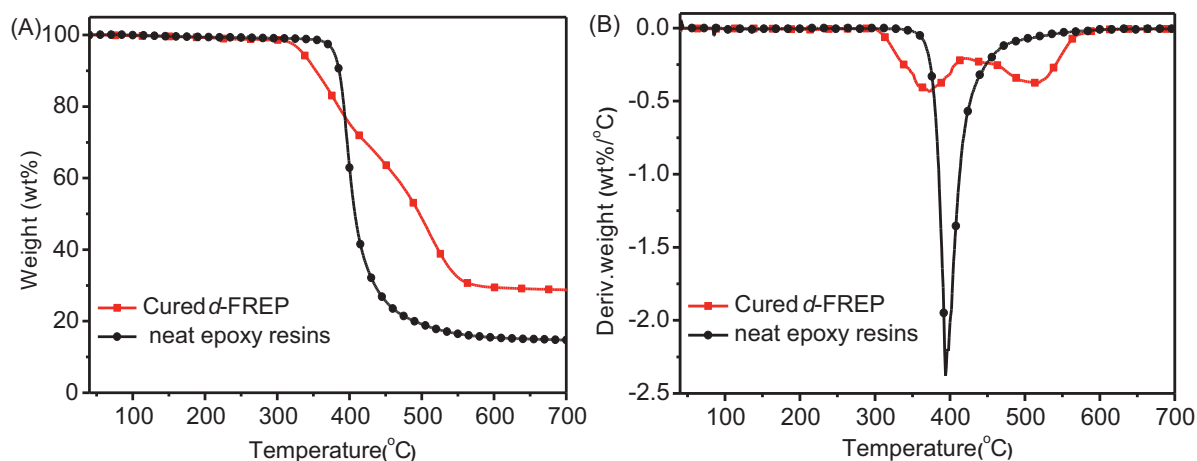 (A)
100
80
60
40
20
0
Weight (wt%)
Cured d-FREP
neat epoxy resins
100 200 300 400 500 600 700
Temperature(°C)
(B)
0.0
-0.5
-1.0
-1.5
-2.0
-2.5
Deriv.weight (wt%/°C)
Cured d-FREP
neat epoxy resins
100 200 300 400 500 600 700
Temperature(°C)